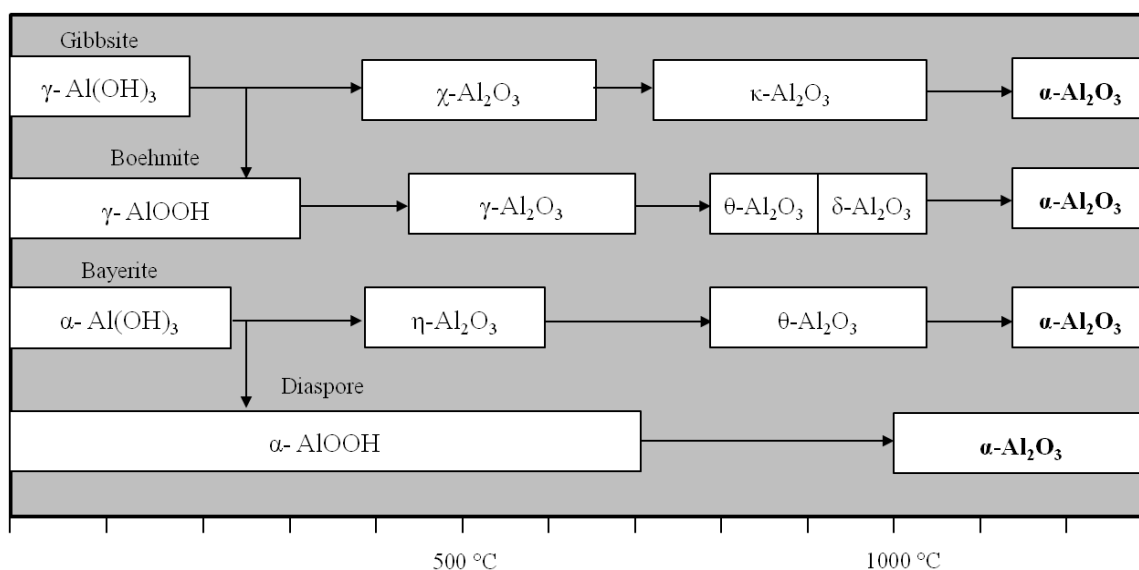 Gibbsite
γ- Al(OH)₃
χ-Al₂O₃
κ-Al₂O₃
α-Al₂O₃
Boehmite
γ- AlOOH
γ-Al₂O₃
θ-Al₂O₃
δ-Al₂O₃
α-Al₂O₃
Bayerite
α- Al(OH)₃
η-Al₂O₃
θ-Al₂O₃
α-Al₂O₃
Diaspore
α- AlOOH
α-Al₂O₃
500 °C
1000 °C